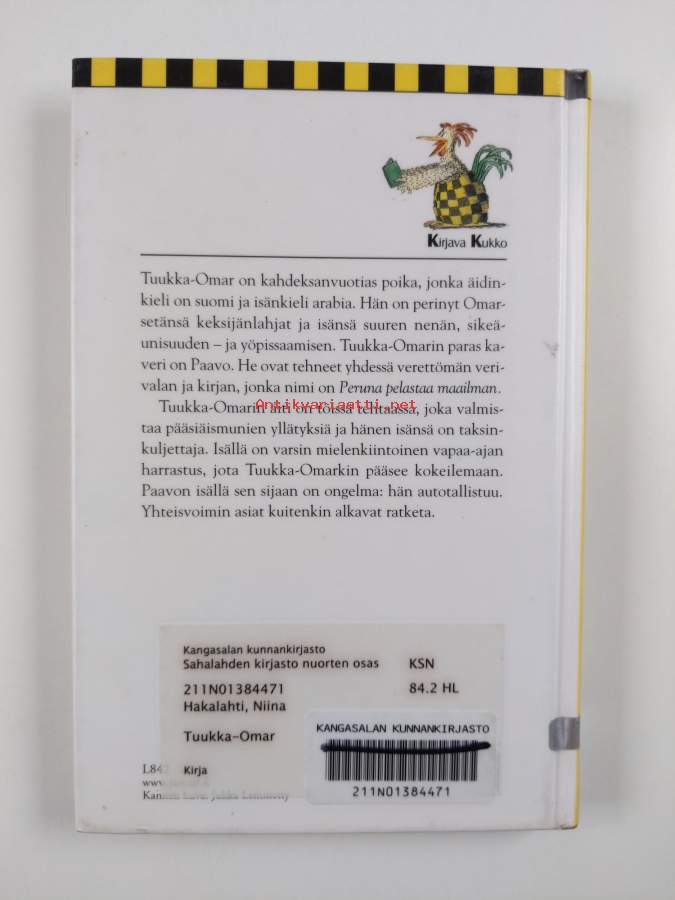 Kirjava Kukko
Tuukka-Omar on kahdeksanvuotias poika, jonka äidin-
kieli on suomi ja isänkieli arabia. Hän on perinyt Omar-
setänsä keksijänlahjat ja isänsä suuren nenän, sikeä-
unisuuden – ja yöpissaamisen. Tuukka-Omarin paras ka-
veri on Paavo. He ovat tehneet yhdessä verettömän veri-
valan ja kirjan, jonka nimi on Peruna pelastaa maailman.
Antikvariaatti.net
Tuukka-Omarin äiti on töissä tehtaassa, joka valmis-
taa pääsiäismunien yllätyksiä ja hänen isänsä on taksin-
kuljettaja. Isällä on varsin mielenkiintoinen vapaa-ajan
harrastus, jota Tuukka-Omarkin pääsee kokeilemaan.
Paavon isällä sen sijaan on ongelma: hän autotallistuu.
Yhteisvoimin asiat kuitenkin alkavat ratketa.
Kangasalan kunnankirjasto
Sahalahden kirjasto nuorten osas KSN
211N01384471 84.2 HL
Hakalahti, Niina
Tuukka-Omar
KANGASALAN KUNNANKIRJASTO
L84 Kirja
www
Kannen kuva: Jukka Lemmetty
211N01384471